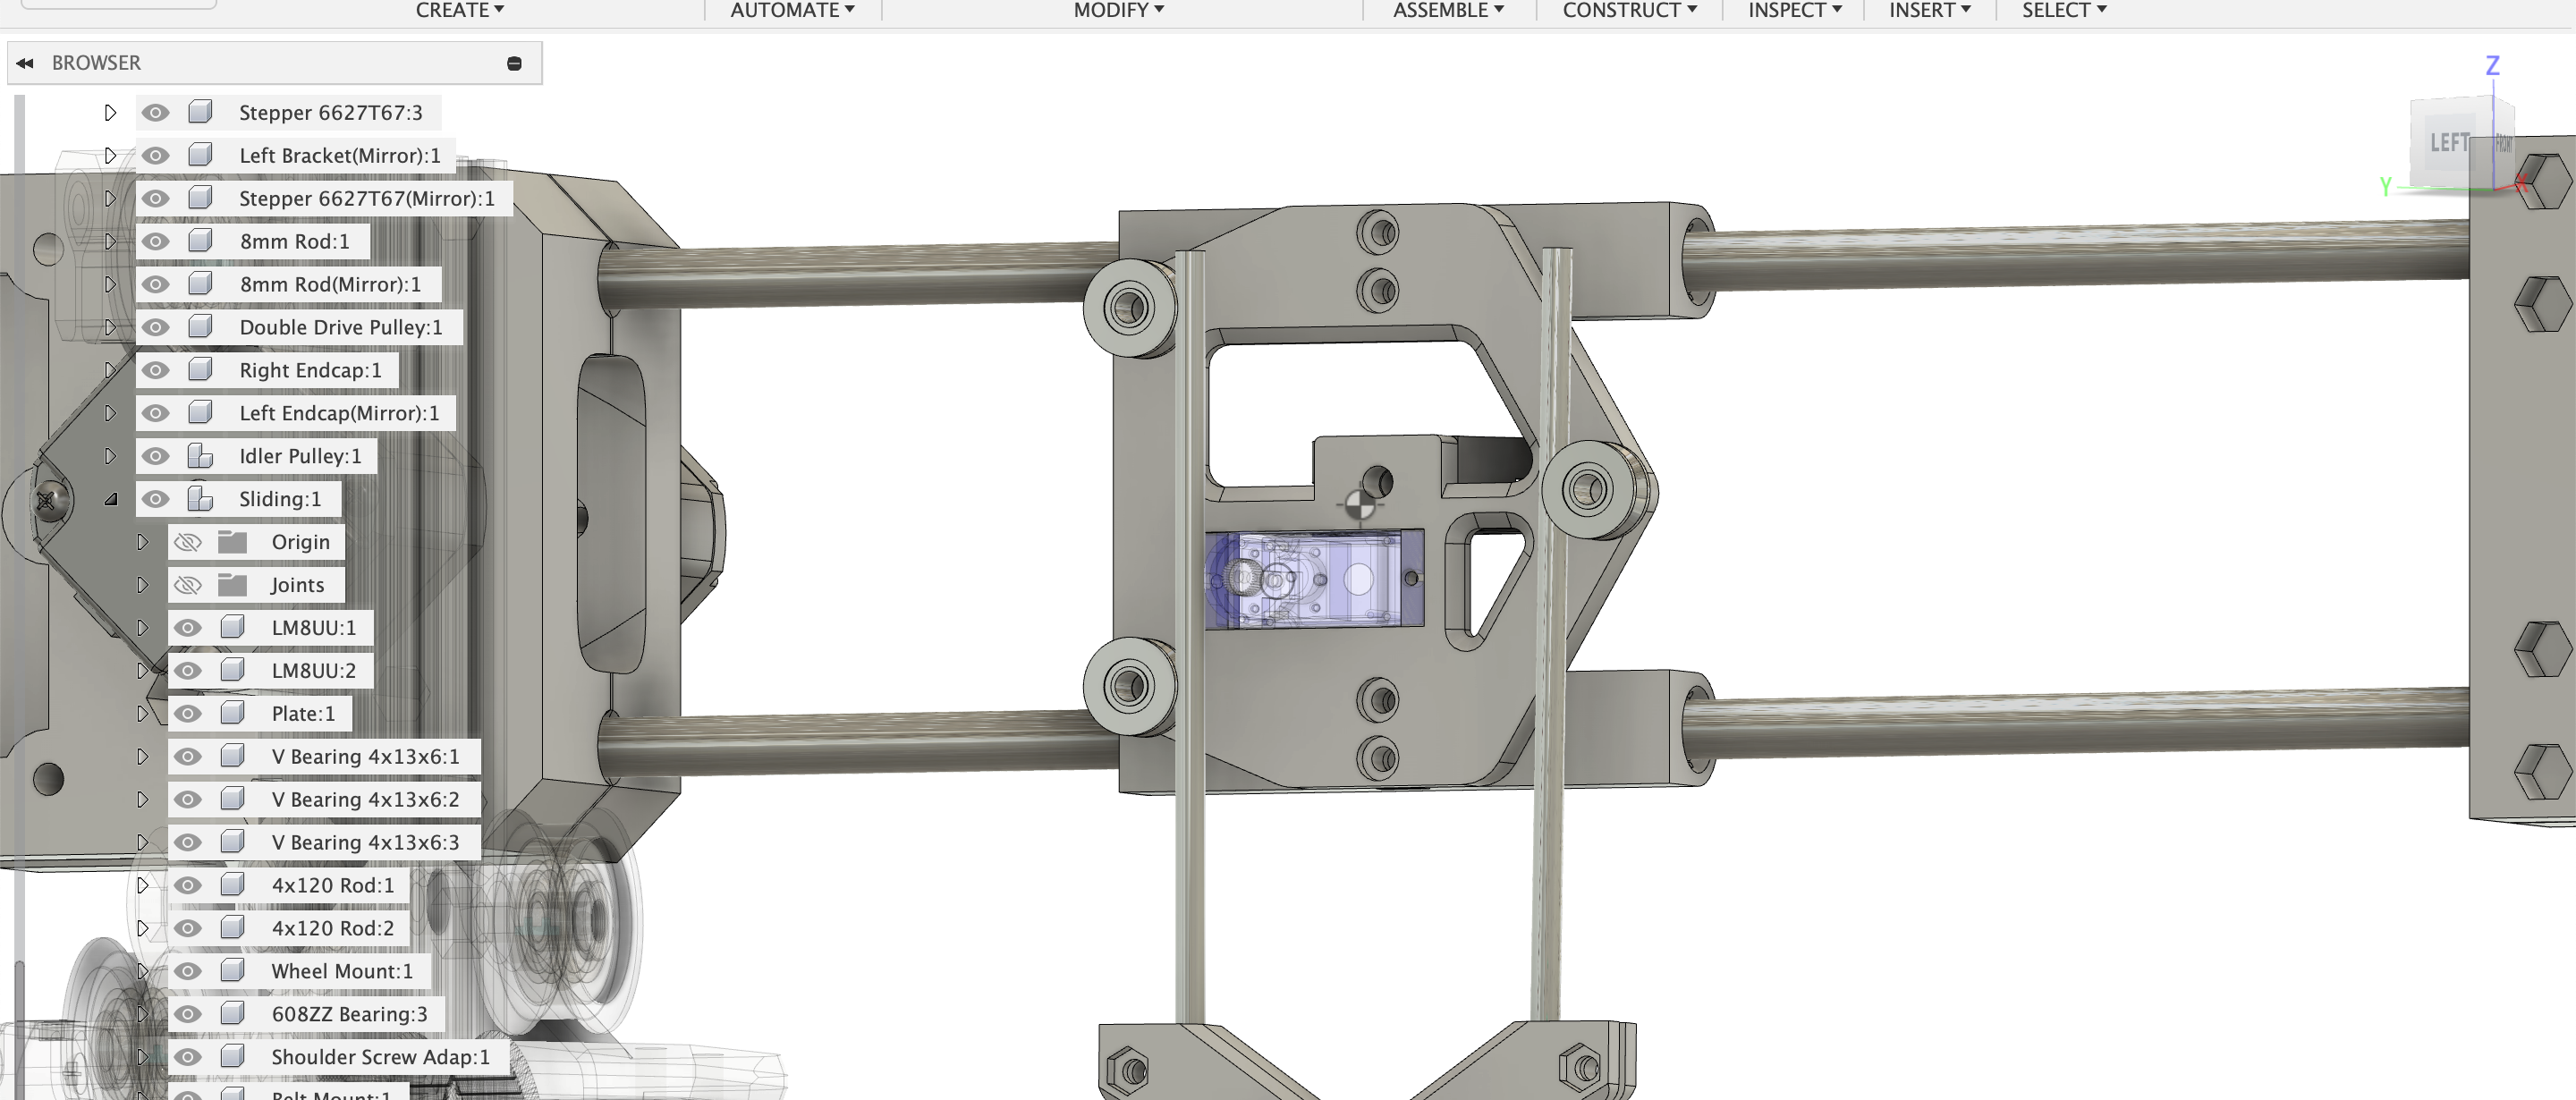 CREATE
AUTOMATE
MODIFY
ASSEMBLE
CONSTRUCT
INSPECT
INSERT
SELECT
BROWSER
Z
LEFT
FRONT
Y
X
Stepper 6627T67:3
Left Bracket(Mirror):1
Stepper 6627T67(Mirror):1
8mm Rod:1
8mm Rod(Mirror):1
Double Drive Pulley:1
Right Endcap:1
Left Endcap(Mirror):1
Idler Pulley:1
Sliding:1
Origin
Joints
LM8UU:1
LM8UU:2
Plate:1
V Bearing 4x13x6:1
V Bearing 4x13x6:2
V Bearing 4x13x6:3
4x120 Rod:1
4x120 Rod:2
Wheel Mount:1
608ZZ Bearing:3
Shoulder Screw Adap:1
Belt Mount:1